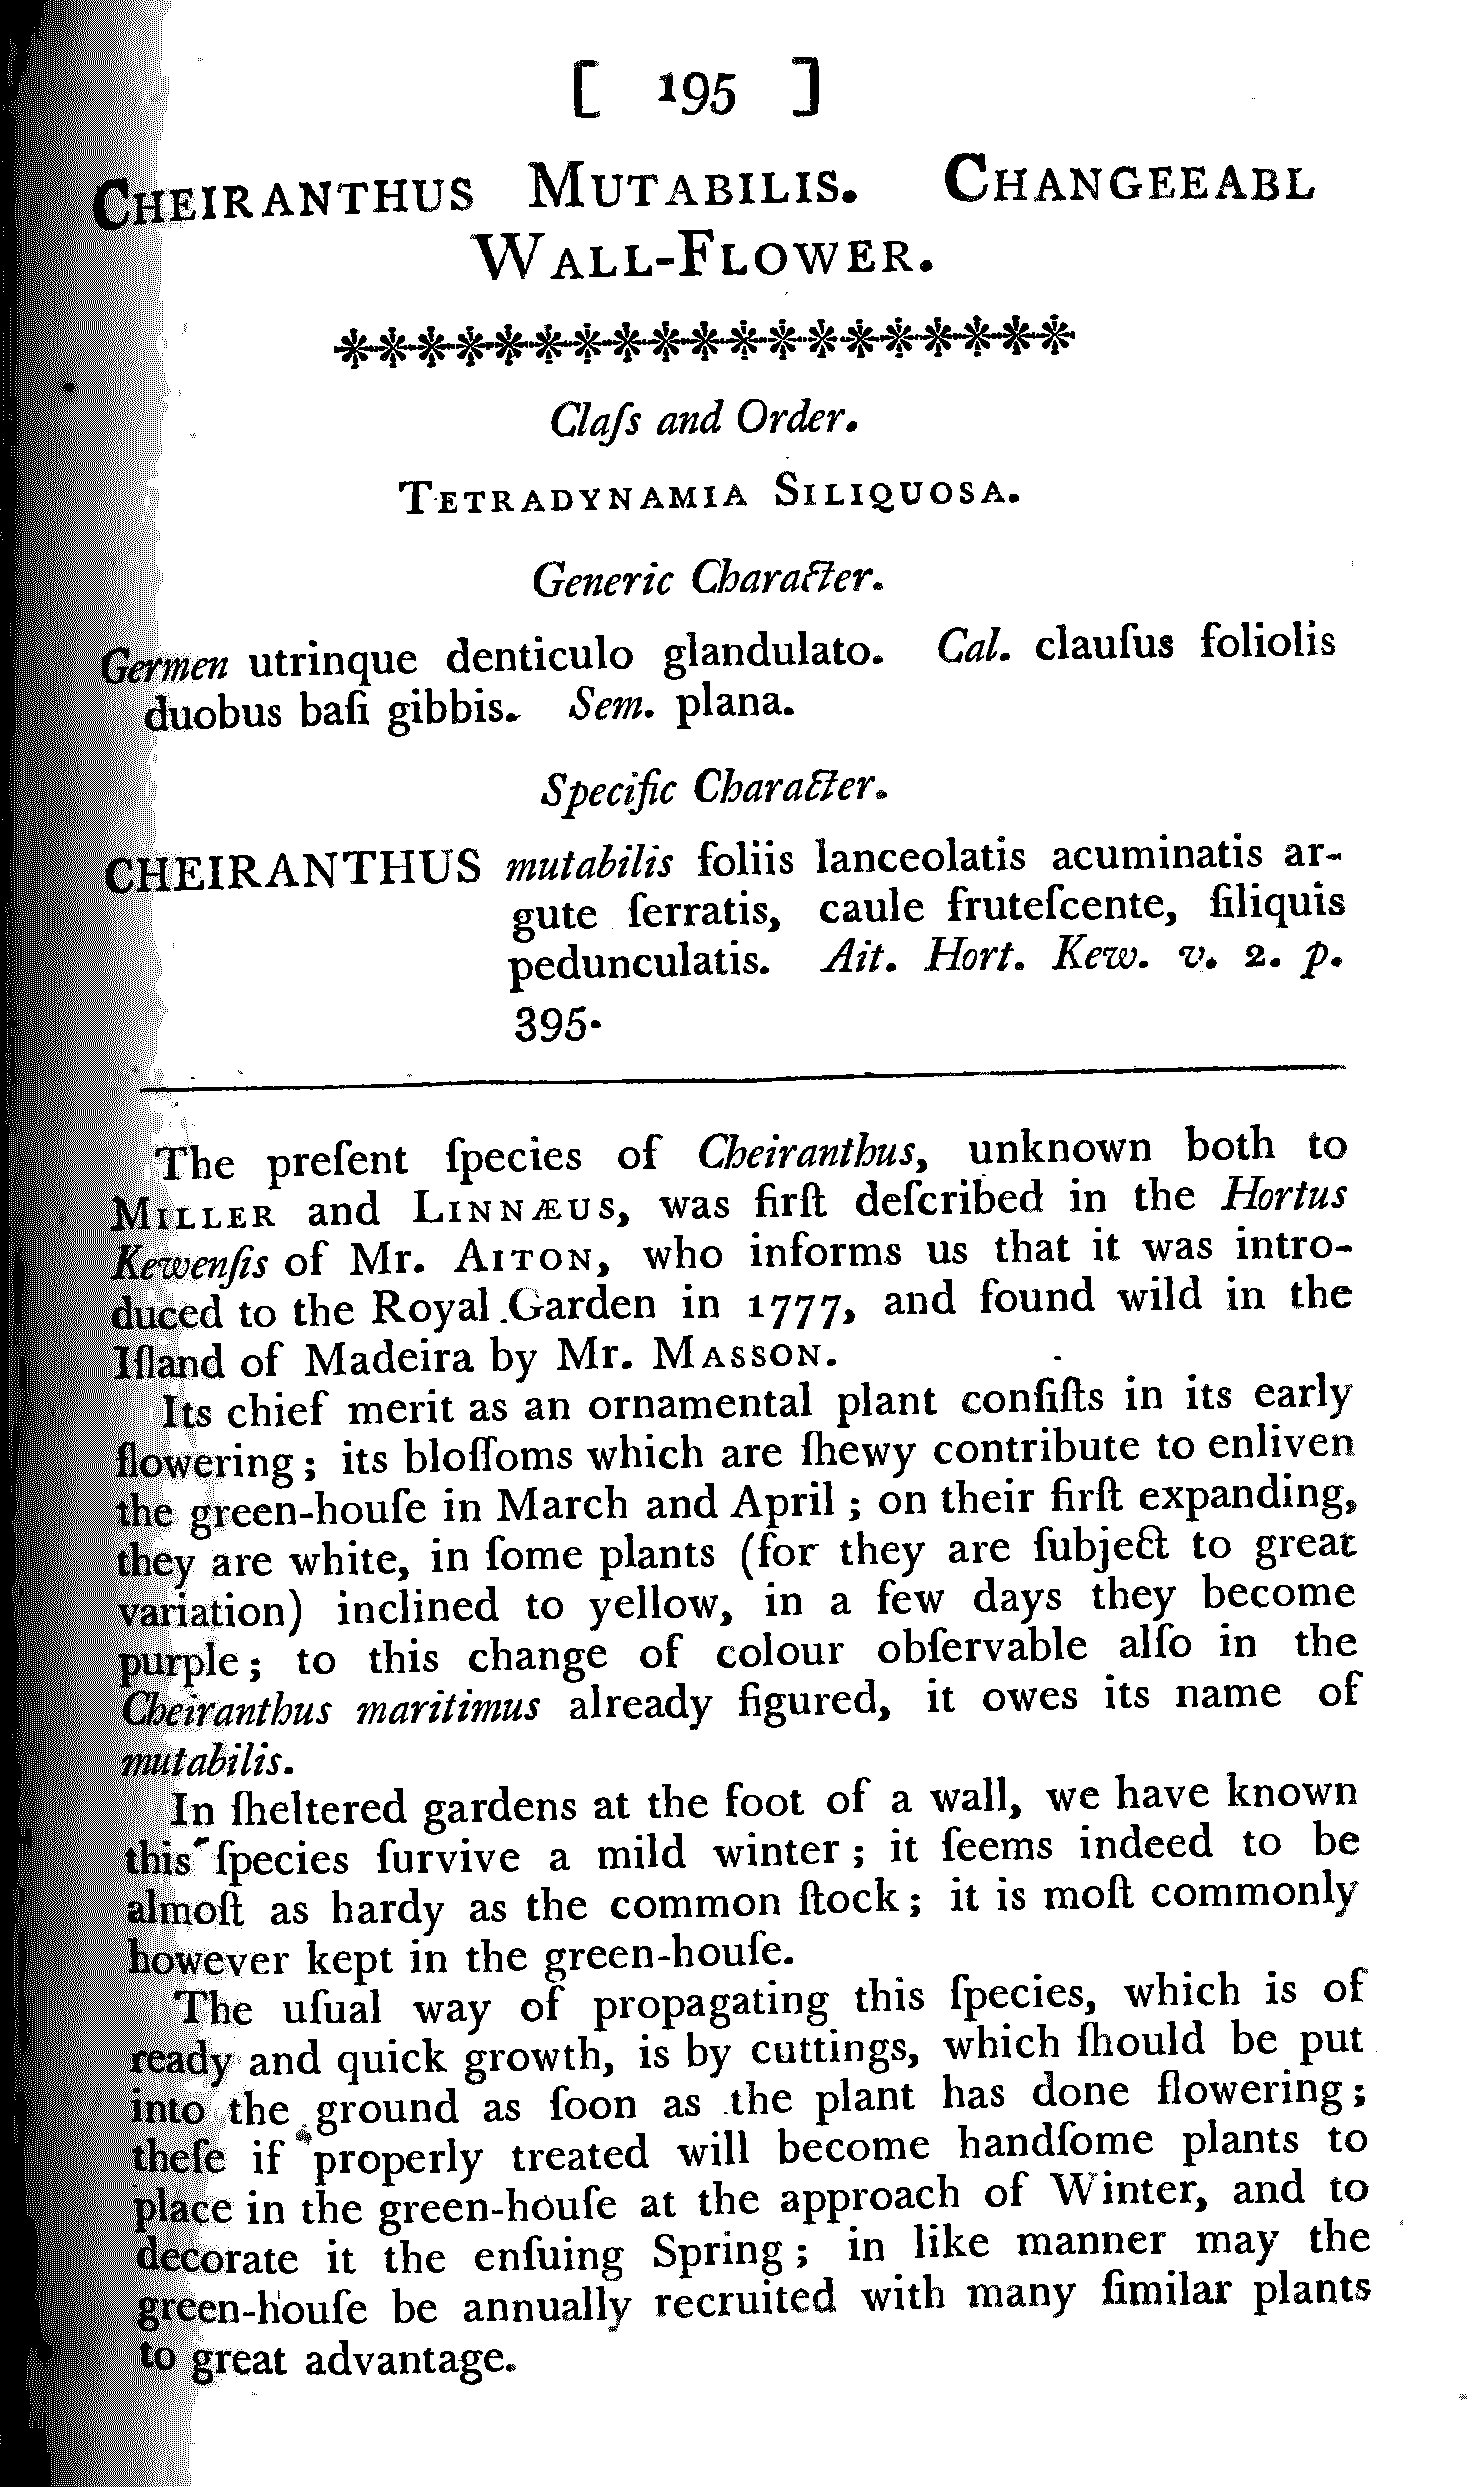 [ 195 ]
CHEIRANTHUS MUTABILIS. CHANGEEABL
WALL-FLOWER.
Claſs and Order.
TETRADYNAMIA SILIQUOSA.
Generic Character.
Germen utrinque denticulo glandulato. Cal. clauſus foliolis
duobus baſi gibbis. Sem. plana.
Specific Character.
CHEIRANTHUS mutabilis foliis lanceolatis acuminatis ar-
gute ſerratis, caule fruteſcente, ſiliquis
pedunculatis. Ait. Hort. Kew. v. 2. p.
395.
The preſent ſpecies of Cheiranthus, unknown both to
MILLER and LINNÆUS, was firſt deſcribed in the Hortus
Kewenſis of Mr. AITON, who informs us that it was intro-
duced to the Royal Garden in 1777, and found wild in the
Iſland of Madeira by Mr. MASSON.
Its chief merit as an ornamental plant conſiſts in its early
flowering; its bloſſoms which are ſhewy contribute to enliven
the green-houſe in March and April; on their firſt expanding,
they are white, in ſome plants (for they are ſubject to great
variation) inclined to yellow, in a few days they become
purple; to this change of colour obſervable alſo in the
Cheiranthus maritimus already figured, it owes its name of
mutabilis.
In ſheltered gardens at the foot of a wall, we have known
this ſpecies ſurvive a mild winter; it ſeems indeed to be
almoſt as hardy as the common ſtock; it is moſt commonly
however kept in the green-houſe.
The uſual way of propagating this ſpecies, which is of
ready and quick growth, is by cuttings, which ſhould be put
into the ground as ſoon as the plant has done flowering;
theſe if properly treated will become handſome plants to
place in the green-houſe at the approach of Winter, and to
decorate it the enſuing Spring; in like manner may the
green-houſe be annually recruited with many ſimilar plants
to great advantage.